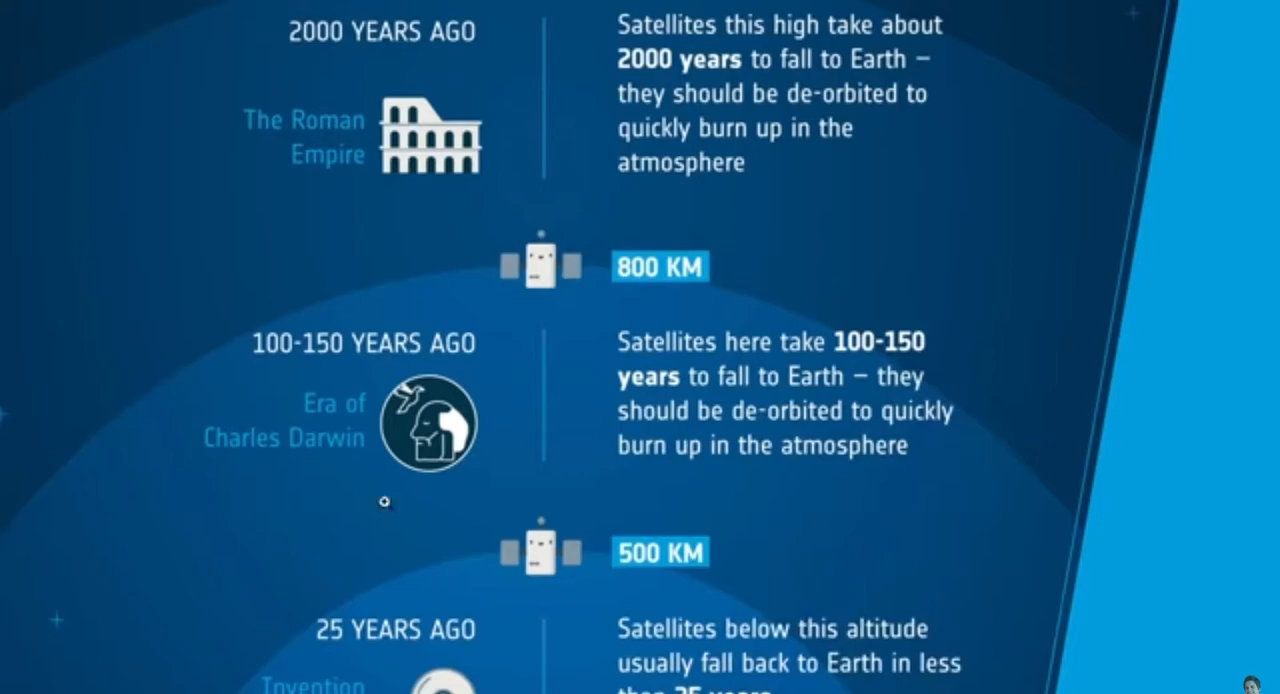 2000 YEARS AGO
The Roman
Empire
Satellites this high take about
2000 years to fall to Earth –
they should be de-orbited to
quickly burn up in the
atmosphere
800 KM
100-150 YEARS AGO
Era of
Charles Darwin
Satellites here take 100-150
years to fall to Earth – they
should be de-orbited to quickly
burn up in the atmosphere
500 KM
25 YEARS AGO
Invention
Satellites below this altitude
usually fall back to Earth in less
than 25 years